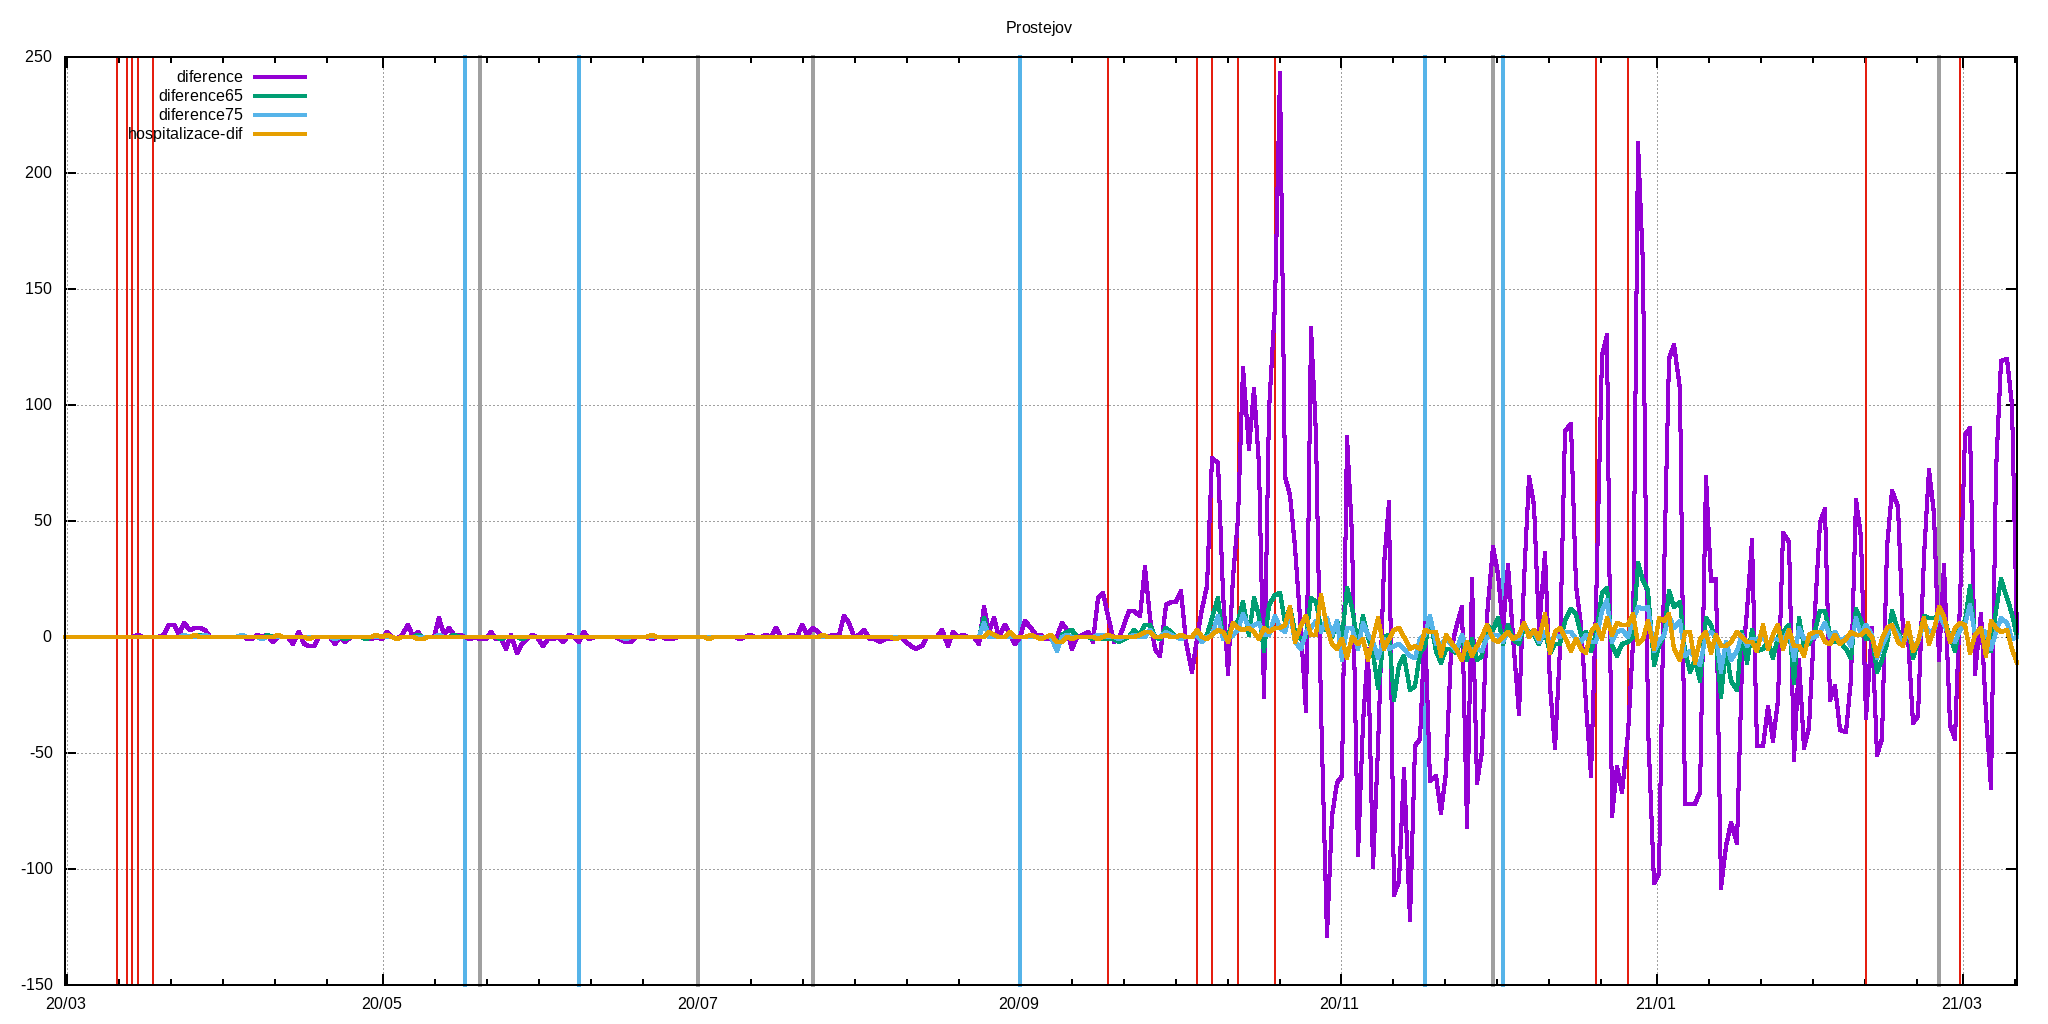 Prostejov
250
diference
diference65
diference75
hospitalizace-dif
200
150
100
50
0
-50
-100
-150
20/03 20/05 20/07 20/09 20/11 21/01 21/03